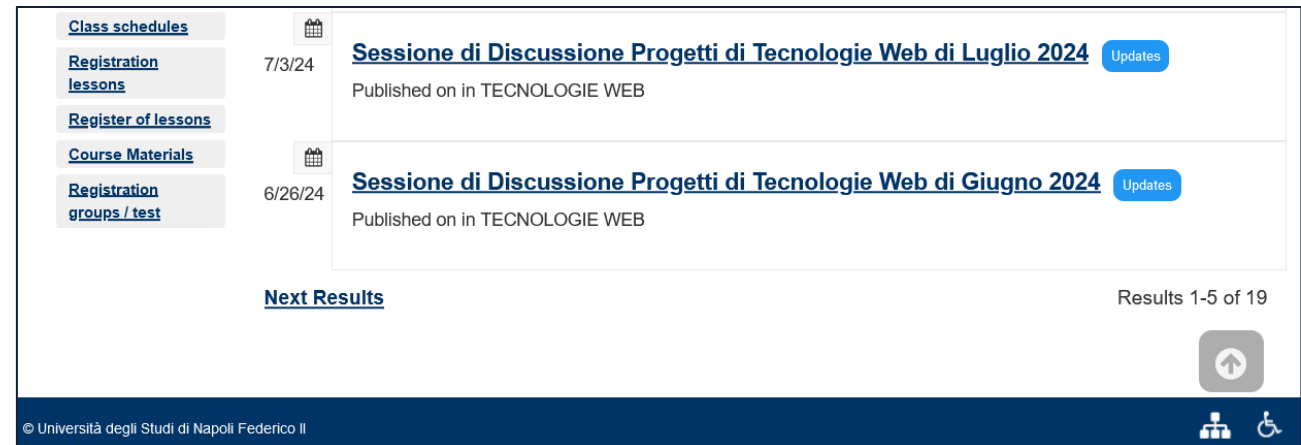 Class schedules
Registration
lessons
Register of lessons
Course Materials
Registration
groups / test
7/3/24
Sessione di Discussione Progetti di Tecnologie Web di Luglio 2024 Updates
Published on in TECNOLOGIE WEB
6/26/24
Sessione di Discussione Progetti di Tecnologie Web di Giugno 2024 Updates
Published on in TECNOLOGIE WEB
Next Results
Results 1-5 of 19
© Università degli Studi di Napoli Federico II